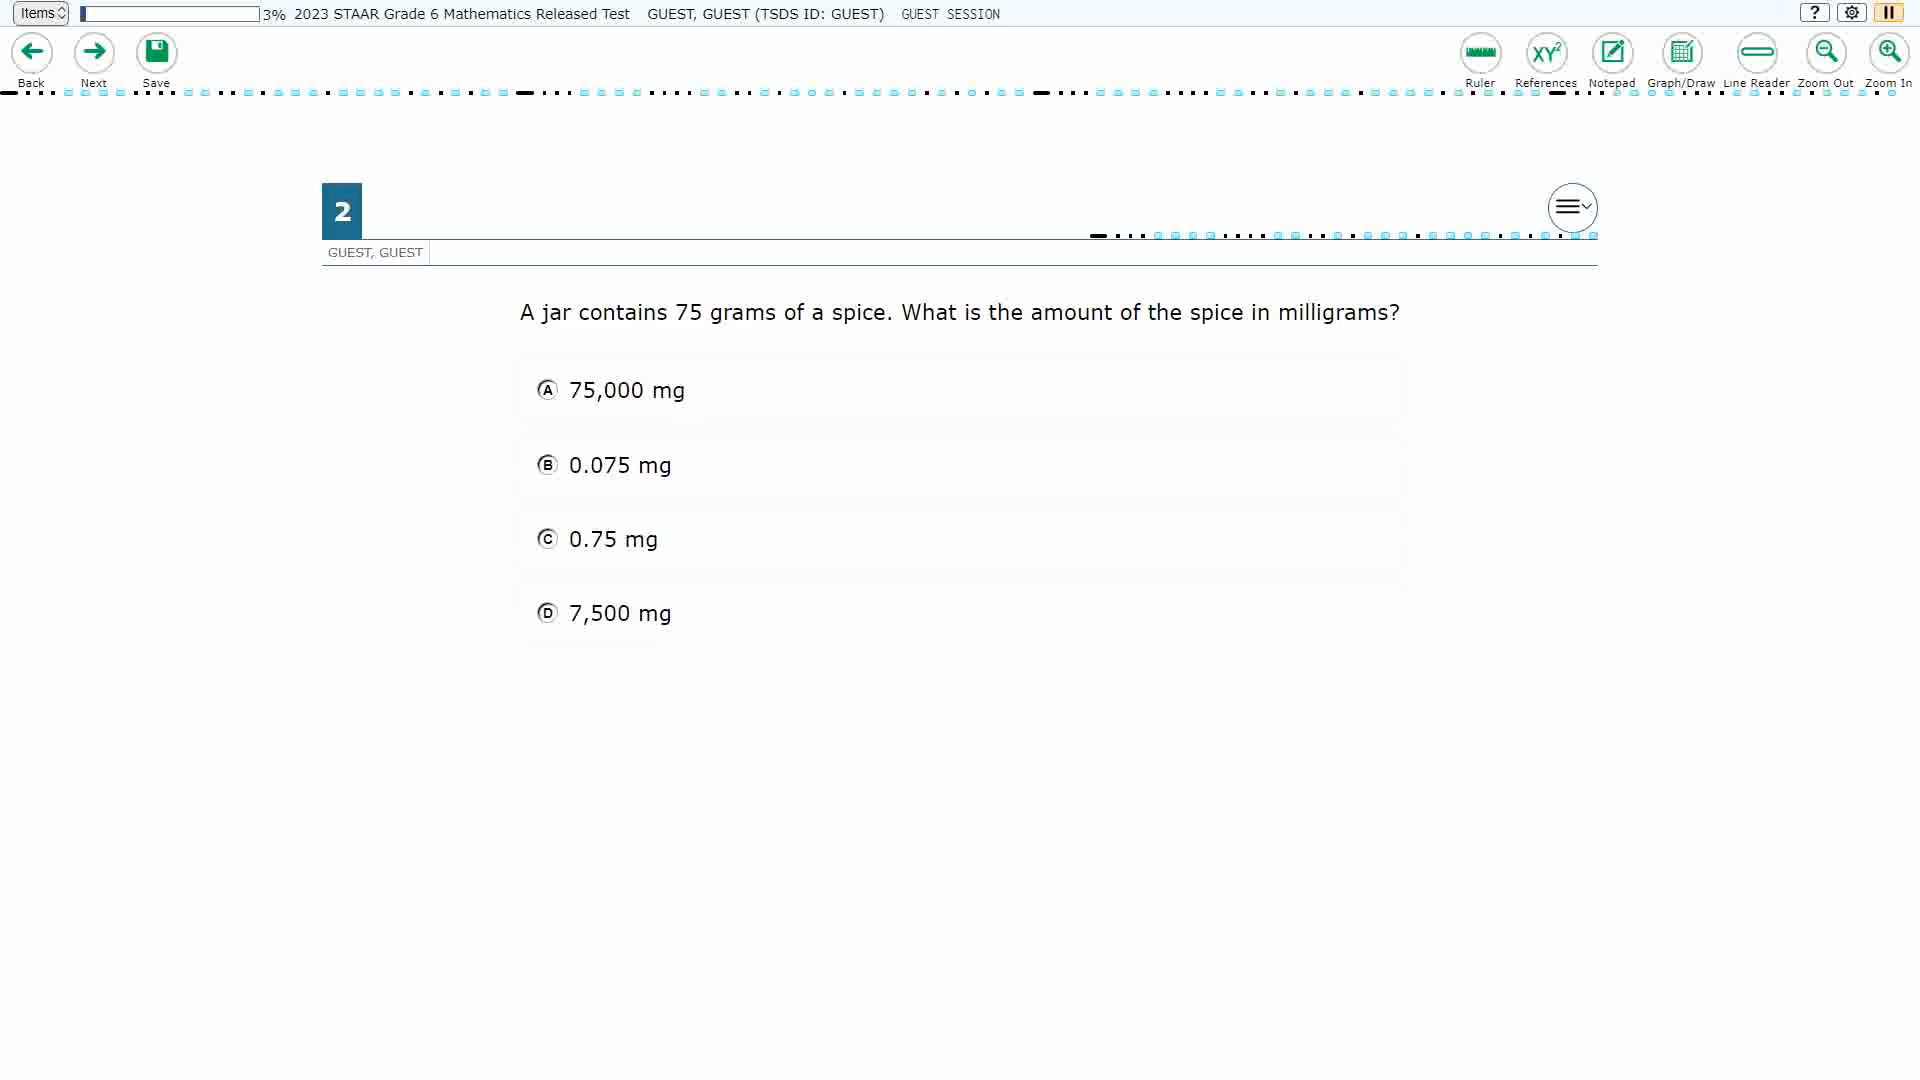 Items 3% 2023 STAAR Grade 6 Mathematics Released Test GUEST, GUEST (TSDS ID: GUEST) GUEST SESSION ?
XY2
Back Next Save Ruler References Notepad Graph/Draw Line Reader Zoom Out Zoom In
2
GUEST, GUEST
A jar contains 75 grams of a spice. What is the amount of the spice in milligrams?
A 75,000 mg
B 0.075 mg
C 0.75 mg
D 7,500 mg